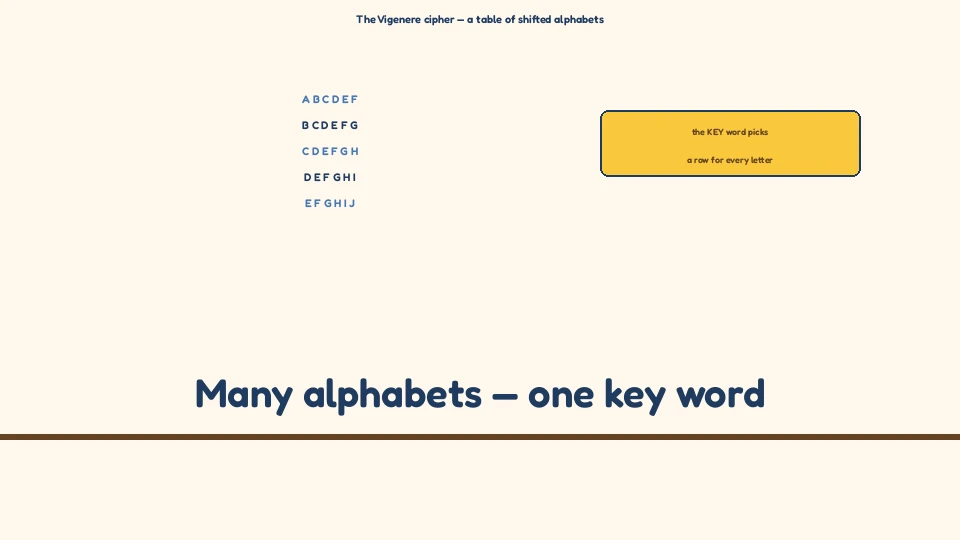 The Vigenere cipher — a table of shifted alphabets
A B C D E F
B C D E F G
C D E F G H
D E F G H I
E F G H I J
the KEY word picks
a row for every letter
Many alphabets — one key word